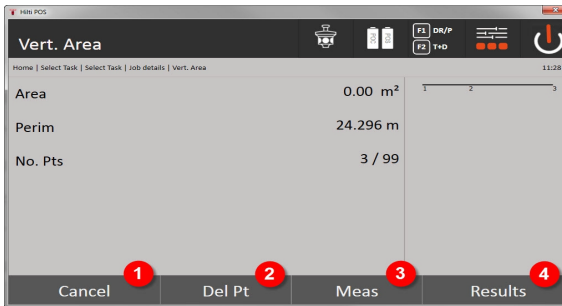 Hilti POS
Vert. Area
POC
POS
F1 DR/P
F2 T+D
Home | Select Task | Select Task | Job details | Vert. Area
11:28
Area 0.00 m²
Perim 24.296 m
No. Pts 3 / 99
1 2 3
1 2 3 4
Cancel Del Pt Meas Results